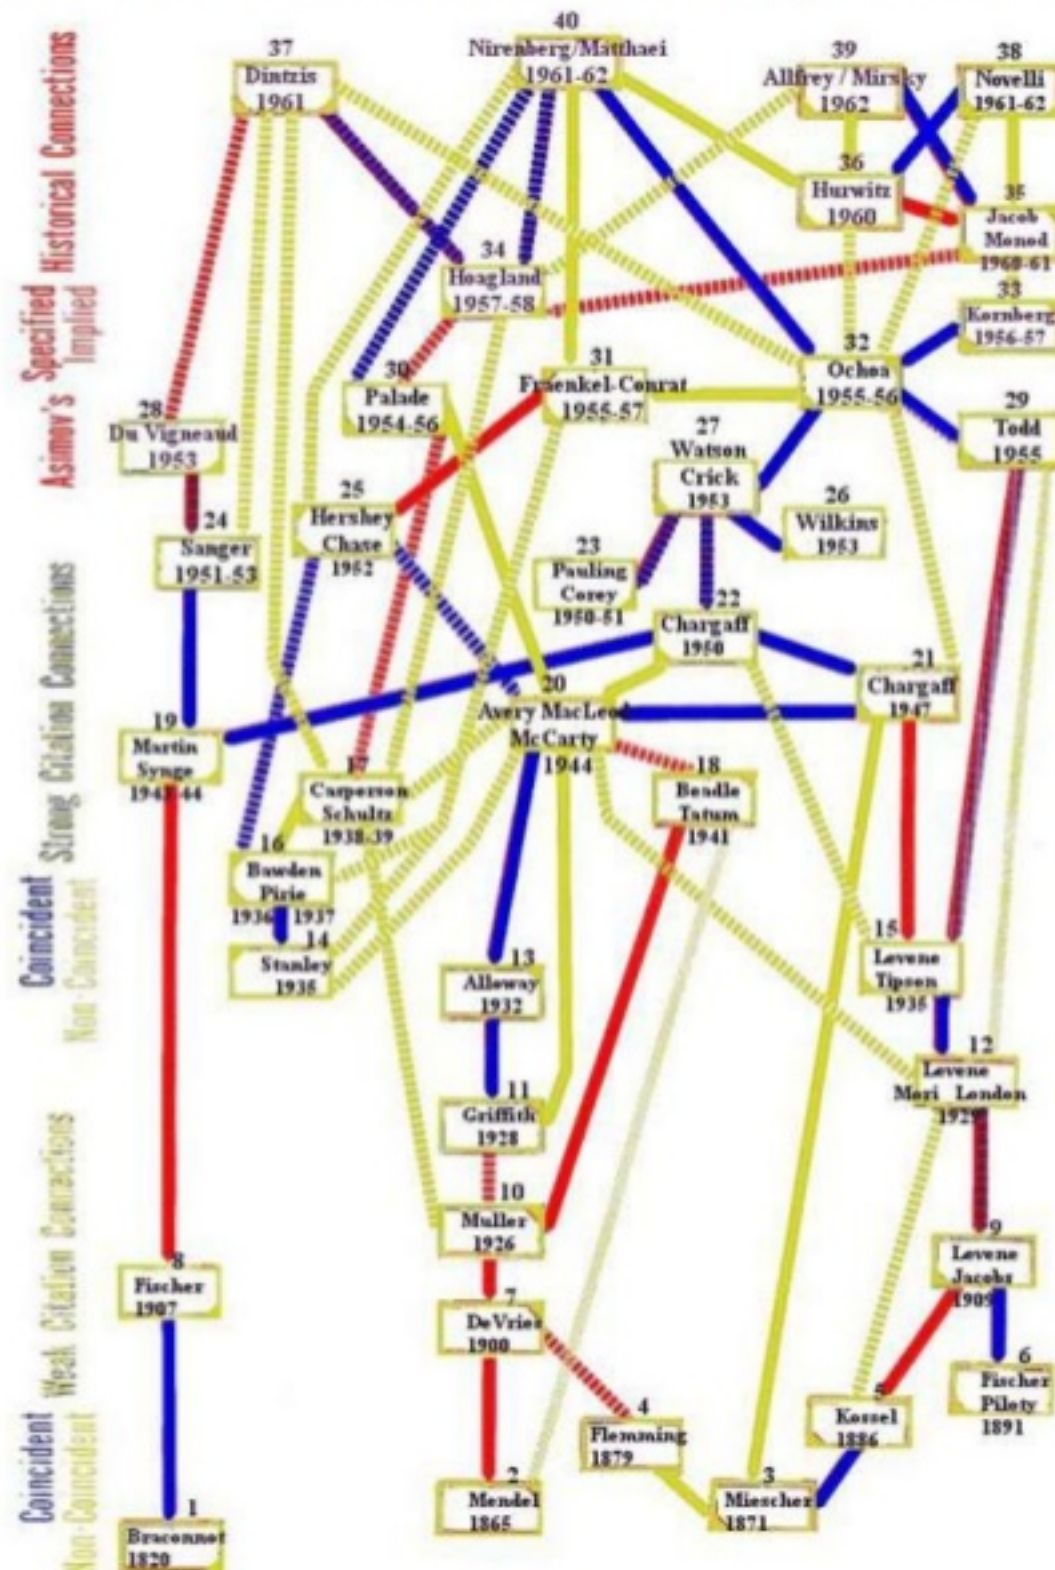 40
Nirenberg/Matthaei
1961-62
37
Dintzis
1961
39
Allfrey / Mirsky
1962
38
Novelli
1961-62
36
Hurwitz
1960
35
Jacob
Monod
1960-61
34
Hoagland
1957-58
33
Kornberg
1956-57
32
Ochoa
1955-56
31
Fraenkel-Conrat
1955-57
30
Palade
1954-56
29
Todd
1955
28
Du Vigneaud
1953
27
Watson
Crick
1953
26
Wilkins
1953
25
Hershey
Chase
1952
24
Sanger
1951-53
23
Pauling
Corey
1950-51
22
Chargaff
1950
21
Chargaff
1947
20
Avery MacLeod
McCarty
1944
19
Martin
Synge
1943-44
18
Beadle
Tatum
1941
17
Casperson
Schultz
1938-39
16
Bawden
Pirie
1936 1937
15
Levene
Tipson
1935
14
Stanley
1935
13
Alloway
1932
12
Levene
Mori London
1929
11
Griffith
1928
10
Muller
1926
9
Levene
Jacobs
1909
8
Fischer
1907
7
DeVries
1900
6
Fischer
Piloty
1891
5
Kossel
1886
4
Flemming
1879
3
Miescher
1871
2
Mendel
1865
1
Braconnot
1820
Asimov's Specified Historical Connections
Implied
Coincident Strong Citation Connections
Non-Coincident
Coincident Weak Citation Connections
Non-Coincident